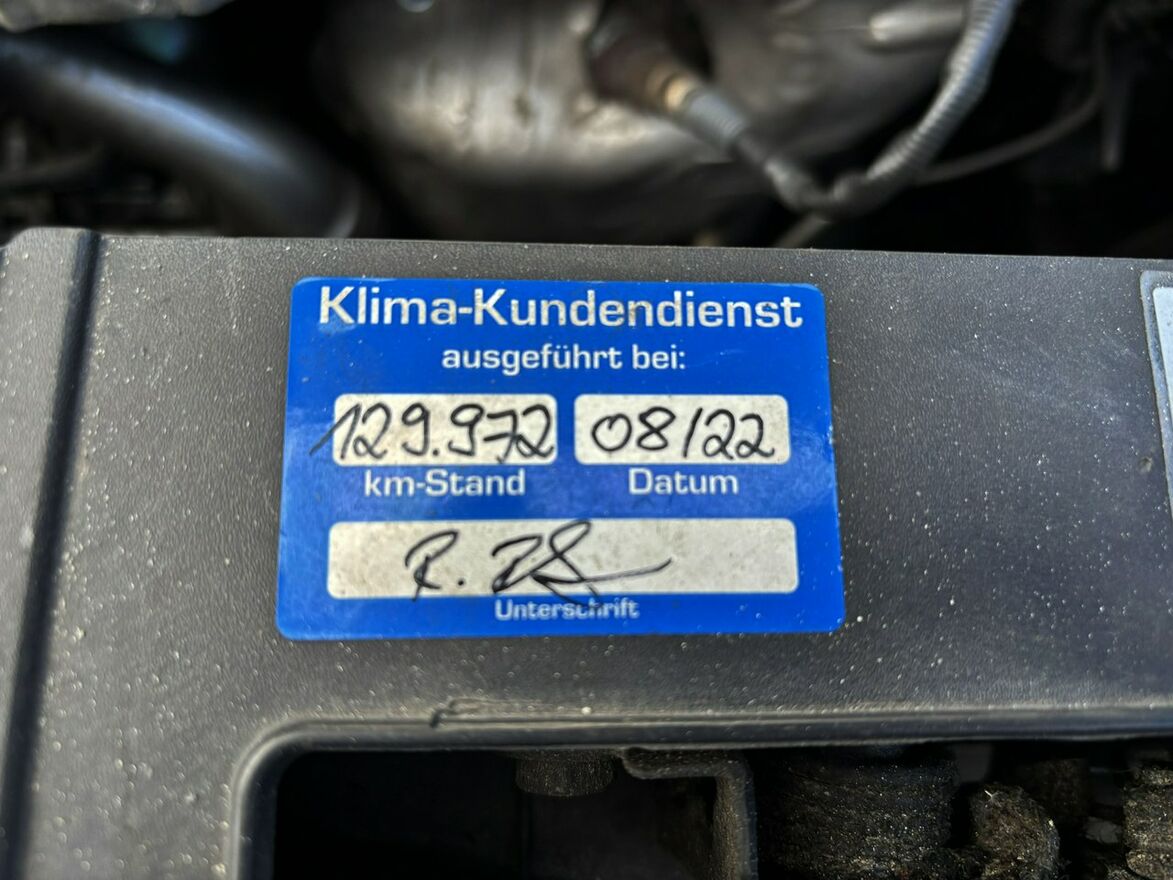 Klima-Kundendienst
ausgeführt bei:
129.972 08/22
km-Stand Datum
R.
Unterschrift